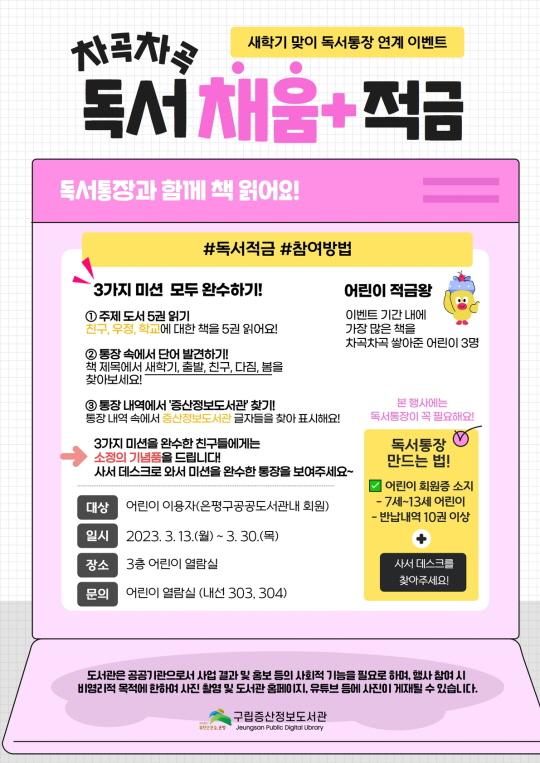 새학기 맞이 독서통장 연계 이벤트
차곡차곡
독서 채움+적금
독서통장과 함께 책 읽어요!
#독서적금 #참여방법
3가지 미션 모두 완수하기!
① 주제 도서 5권 읽기
친구, 우정, 학교에 대한 책을 5권 읽어요!
② 통장 속에서 단어 발견하기!
책 제목에서 새학기, 출발, 친구, 다짐, 봄을
찾아보세요!
③ 통장 내역에서 '증산정보도서관' 찾기!
통장 내역 속에서 증산정보도서관 글자들을 찾아 표시해요!
3가지 미션을 완수한 친구들에게는
소정의 기념품을 드립니다!
사서 데스크로 와서 미션을 완수한 통장을 보여주세요~
어린이 적금왕
이벤트 기간 내에
가장 많은 책을
차곡차곡 쌓아준 어린이 3명
본 행사에는
독서통장이 꼭 필요해요!
독서통장
만드는 법!
✅ 어린이 회원증 소지
- 7세~13세 어린이
- 반납내역 10권 이상
+
사서 데스크를
찾아주세요!
대상 어린이 이용자(은평구공공도서관내 회원)
일시 2023. 3. 13.(월) ~ 3. 30.(목)
장소 3층 어린이 열람실
문의 어린이 열람실 (내선 303, 304)
도서관은 공공기관으로서 사업 결과 및 홍보 등의 사회적 기능을 필요로 하며, 행사 참여 시
비영리적 목적에 한하여 사진 촬영 및 도서관 홈페이지, 유튜브 등에 사진이 게재될 수 있습니다.
구립증산정보도서관
Jeungsan Public Digital Library